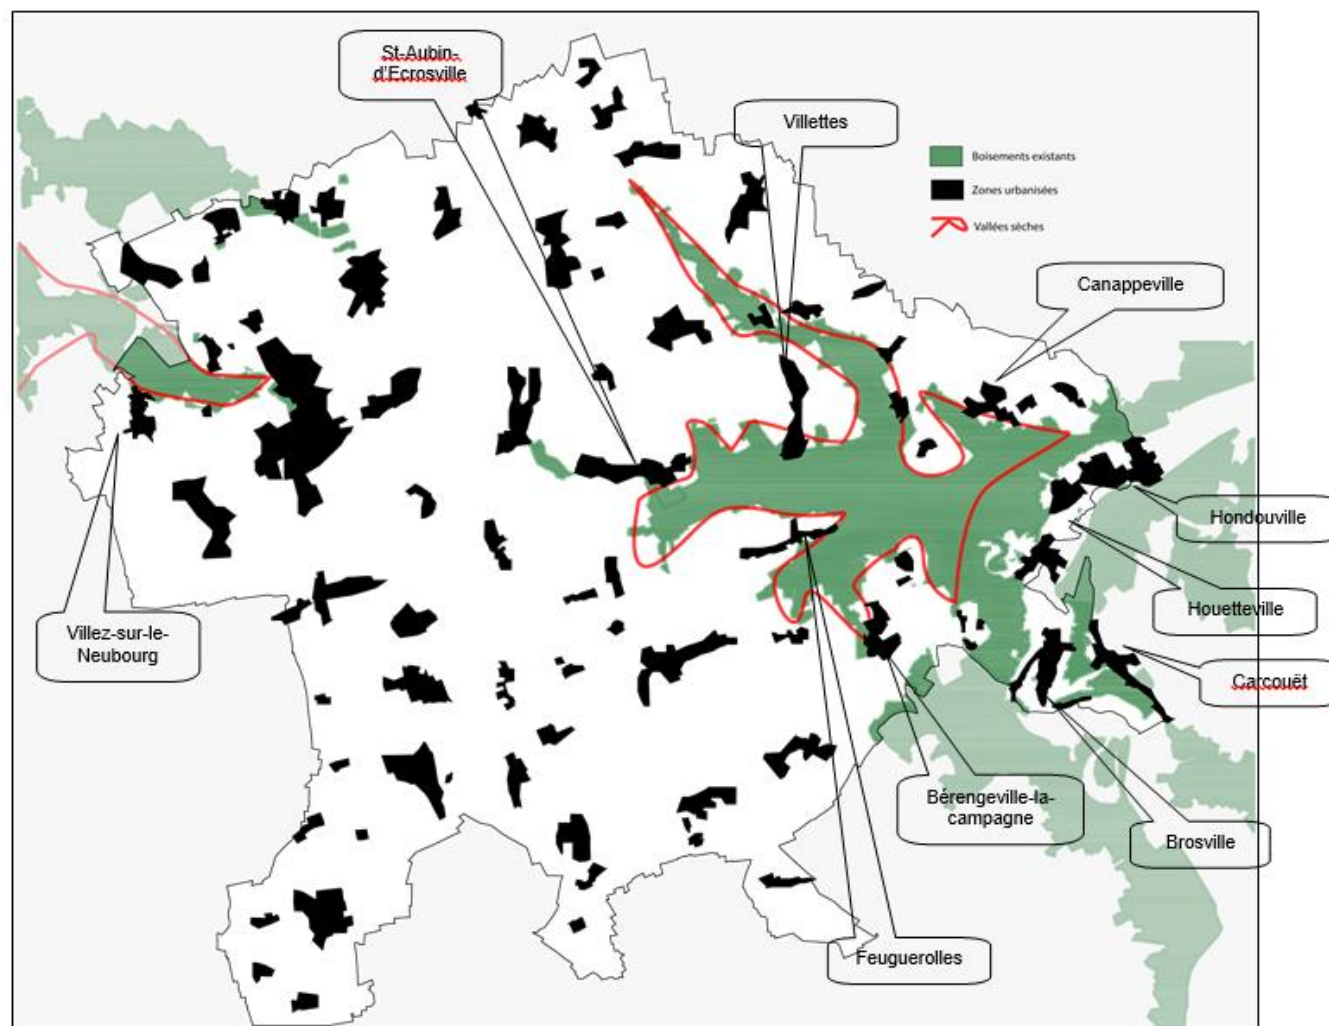 St-Aubin-
d'Ecrosville
Villettes
Boisements existants
Zones urbanisées
Vallées sèches
Canappeville
Hondouville
Houetteville
Villez-sur-le-
Neubourg
Carcouët
Bérengeville-la-
campagne
Brosville
Feuguerolles